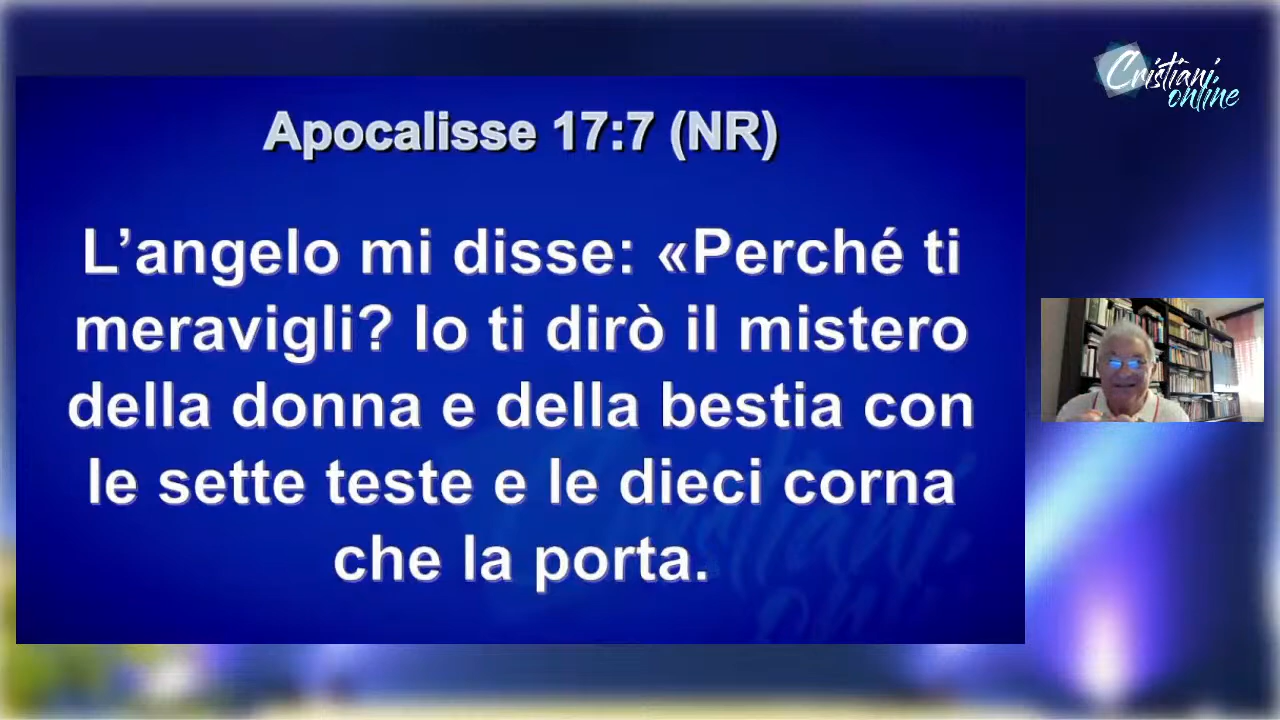 Cristiani
online
Apocalisse 17:7 (NR)
L’angelo mi disse: «Perché ti
meravigli? Io ti dirò il mistero
della donna e della bestia con
le sette teste e le dieci corna
che la porta.